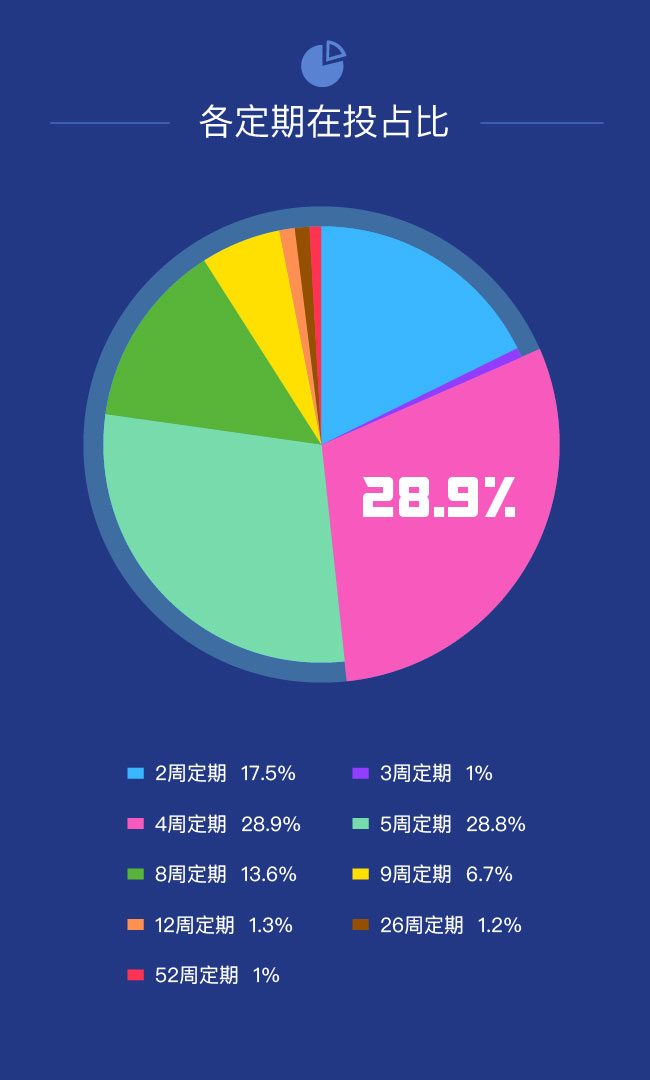 各定期在投占比
28.9%
2周定期 17.5%
3周定期 1%
4周定期 28.9%
5周定期 28.8%
8周定期 13.6%
9周定期 6.7%
12周定期 1.3%
26周定期 1.2%
52周定期 1%